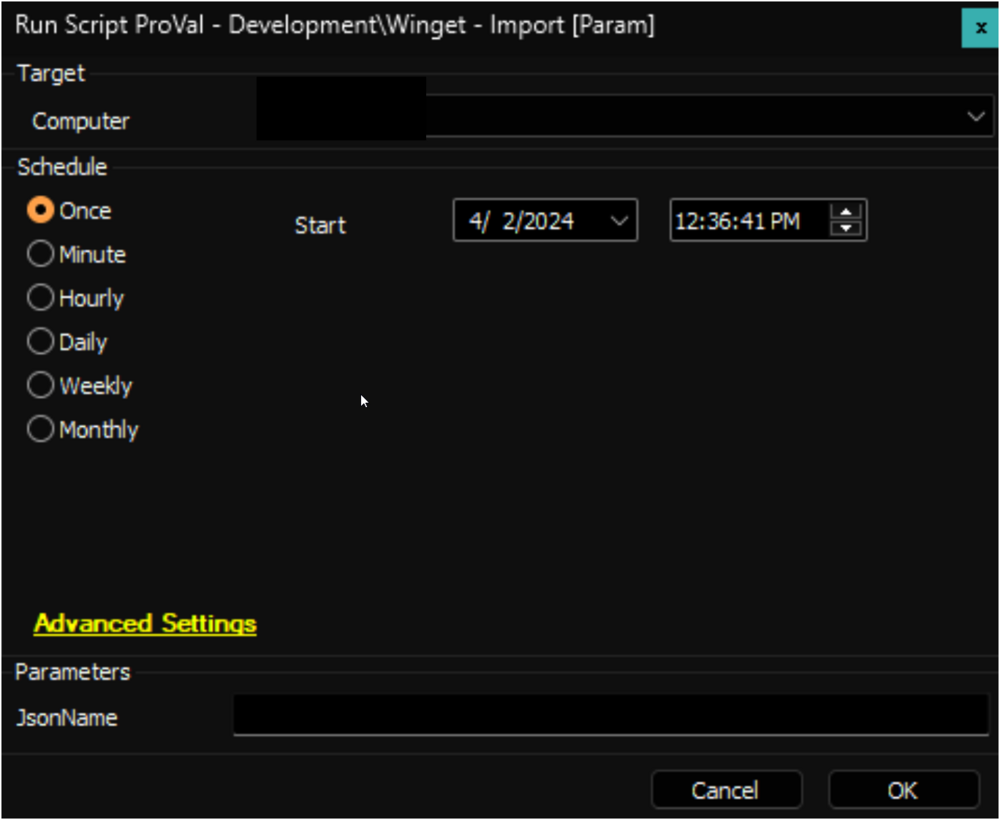 Run Script ProVal - Development\Winget - Import [Param]
x
Target
Computer
Schedule
Once
Start
4/ 2/2024
12:36:41 PM
Minute
Hourly
Daily
Weekly
Monthly
Advanced Settings
Parameters
JsonName
Cancel
OK